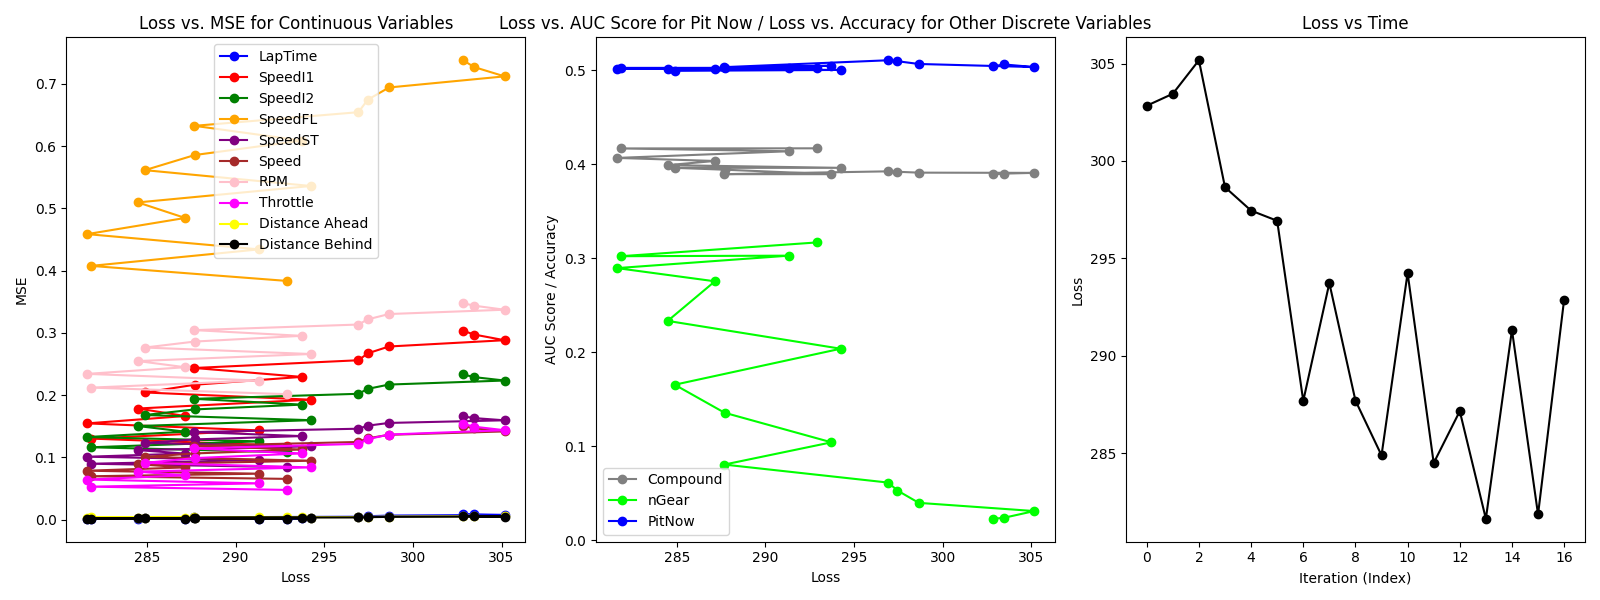 Loss vs. MSE for Continuous Variables
MSE
0.7
0.6
0.5
0.4
0.3
0.2
0.1
0.0
285
290
295
300
305
Loss
LapTime
SpeedI1
SpeedI2
SpeedFL
SpeedST
Speed
RPM
Throttle
Distance Ahead
Distance Behind
Loss vs. AUC Score for Pit Now / Loss vs. Accuracy for Other Discrete Variables
AUC Score / Accuracy
0.5
0.4
0.3
0.2
0.1
0.0
285
290
295
300
305
Loss
Compound
nGear
PitNow
Loss vs Time
Loss
305
300
295
290
285
0
2
4
6
8
10
12
14
16
Iteration (Index)